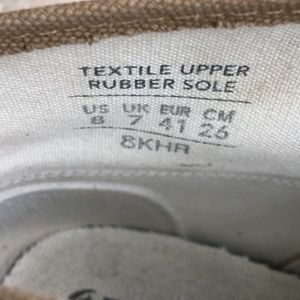 TEXTILE UPPER
RUBBER SOLE
US UK EUR CM
8 7 41 26
8KHR